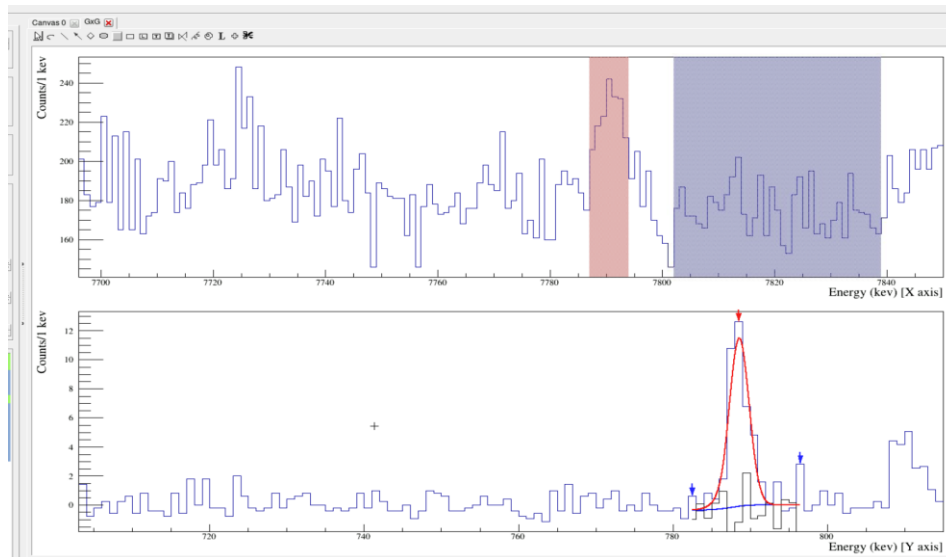 Canvas 0 GxG
L
Counts/1 kev
240
220
200
180
160
7700 7720 7740 7760 7780 7800 7820 7840
Energy (kev) [X axis]
Counts/1 kev
12
10
8
6
4
2
0
720 740 760 780 800
Energy (kev) [Y axis]